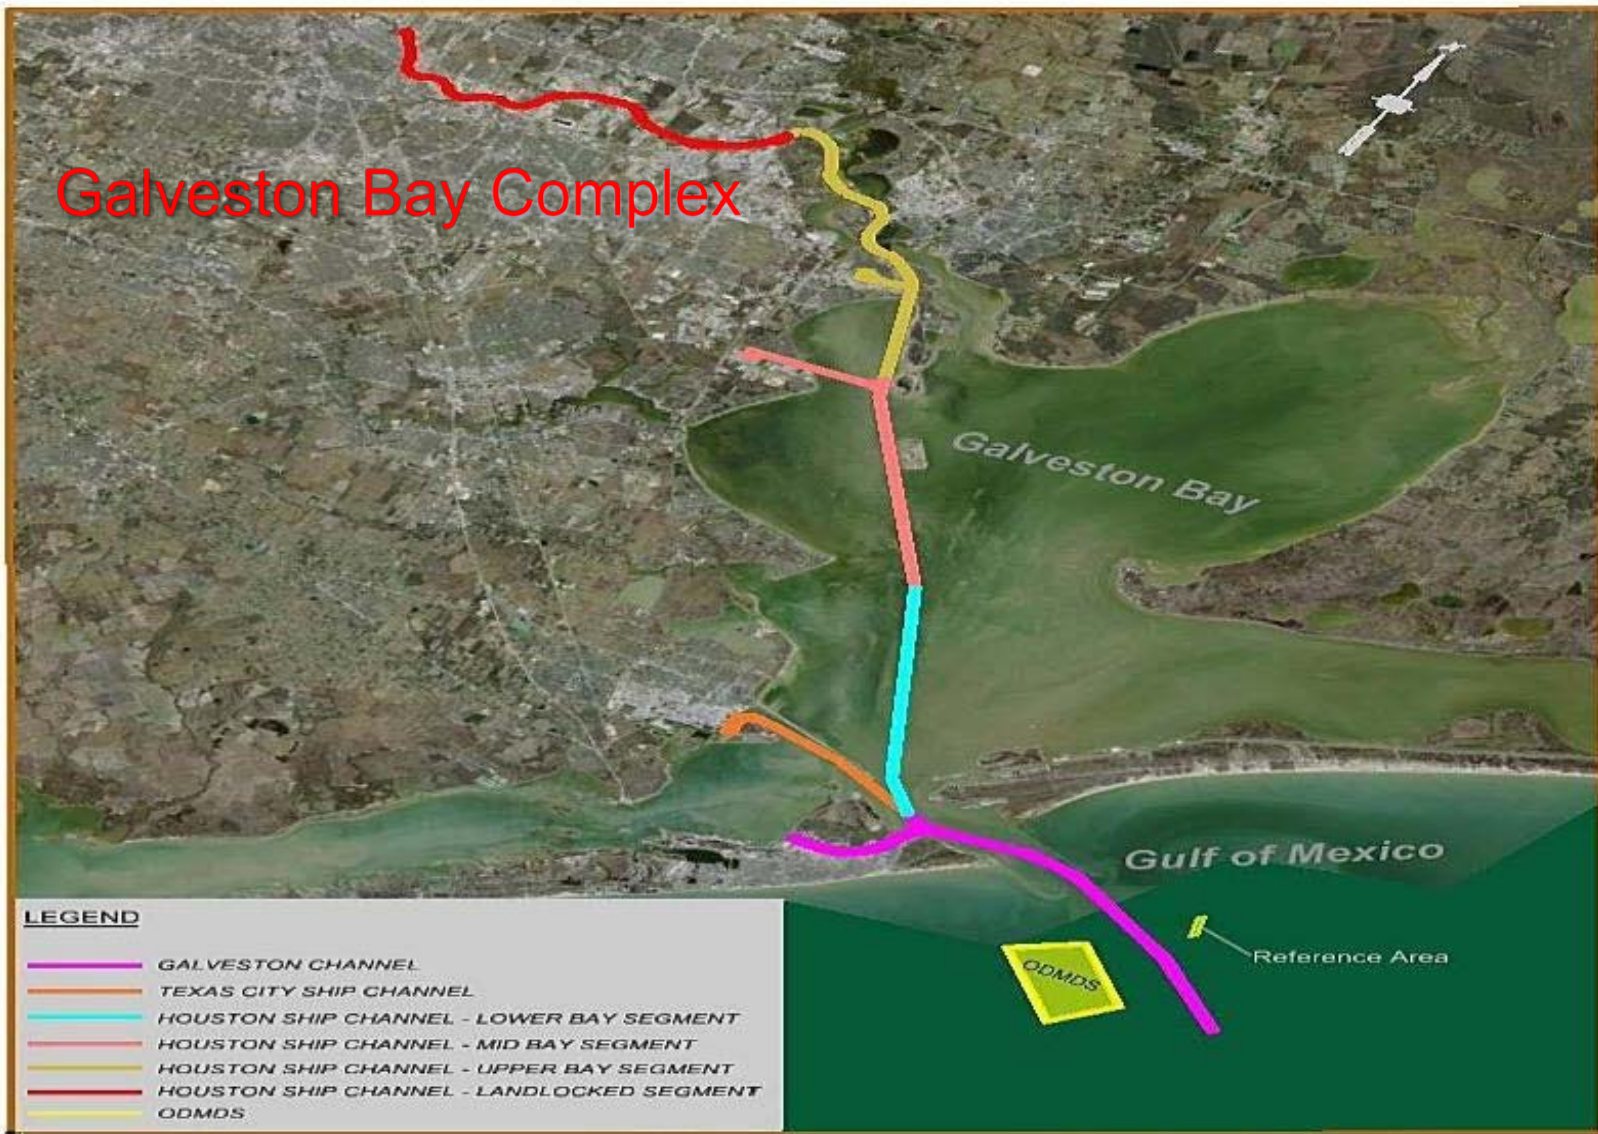 Galveston Bay Complex
Galveston Bay
Gulf of Mexico
Reference Area
ODMDS
LEGEND
GALVESTON CHANNEL
TEXAS CITY SHIP CHANNEL
HOUSTON SHIP CHANNEL - LOWER BAY SEGMENT
HOUSTON SHIP CHANNEL - MID BAY SEGMENT
HOUSTON SHIP CHANNEL - UPPER BAY SEGMENT
HOUSTON SHIP CHANNEL - LANDLOCKED SEGMENT
ODMDS